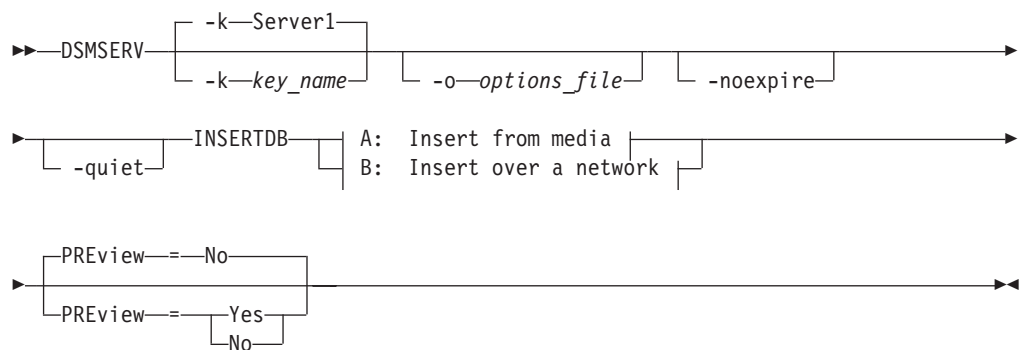 -k Server1
DSMSERV
-k key_name
-o options_file
-noexpire
-quiet
INSERTDB
A: Insert from media
B: Insert over a network
PREview = No
PREview = Yes
No